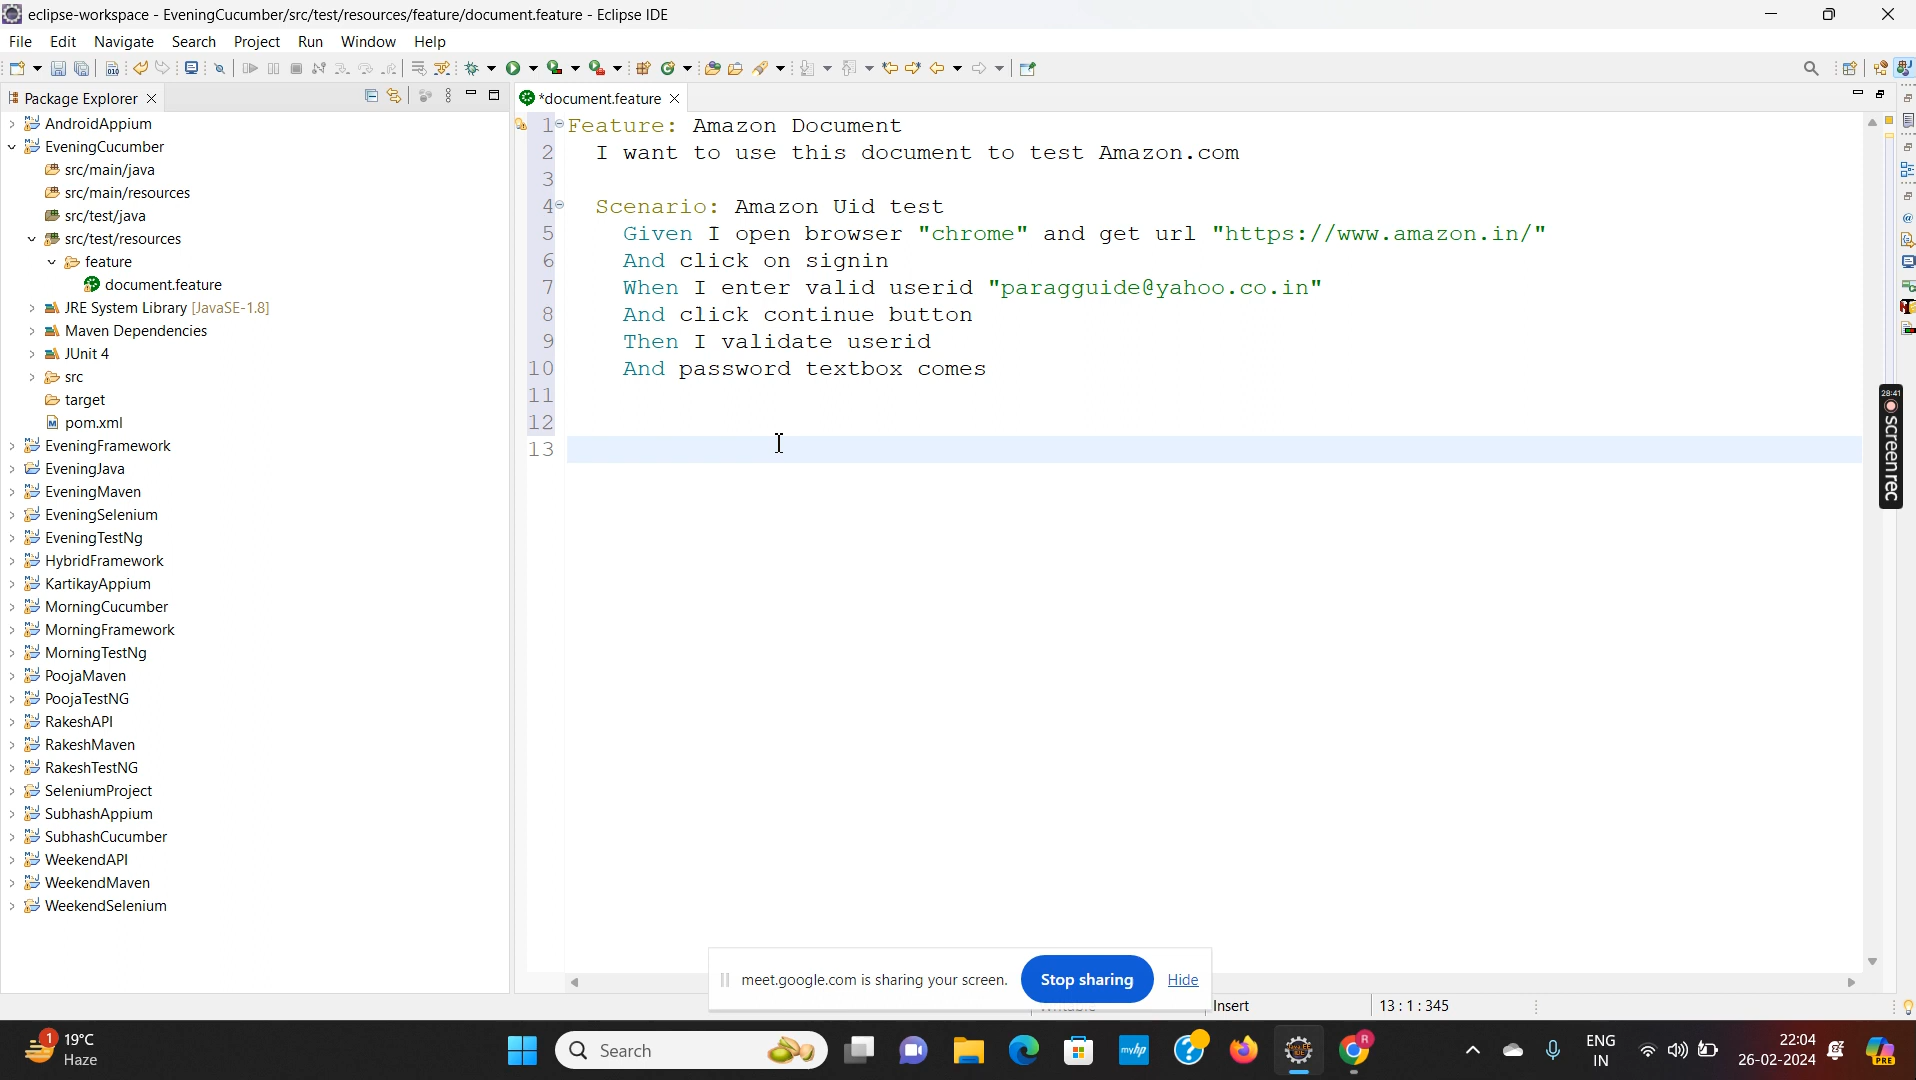 eclipse-workspace - EveningCucumber/src/test/resources/feature/document.feature - Eclipse IDE
File Edit Navigate Search Project Run Window Help
Package Explorer
*document.feature
AndroidAppium
EveningCucumber
src/main/java
src/main/resources
src/test/java
src/test/resources
feature
document.feature
JRE System Library [JavaSE-1.8]
Maven Dependencies
JUnit 4
src
target
pom.xml
EveningFramework
EveningJava
EveningMaven
EveningSelenium
EveningTestNg
HybridFramework
KartikayAppium
MorningCucumber
MorningFramework
MorningTestNg
PoojaMaven
PoojaTestNG
RakeshAPI
RakeshMaven
RakeshTestNG
SeleniumProject
SubhashAppium
SubhashCucumber
WeekendAPI
WeekendMaven
WeekendSelenium
1 Feature: Amazon Document
2 I want to use this document to test Amazon.com
3
4 Scenario: Amazon Uid test
5 Given I open browser "chrome" and get url "https://www.amazon.in/"
6 And click on signin
7 When I enter valid userid "paragguide@yahoo.co.in"
8 And click continue button
9 Then I validate userid
10 And password textbox comes
11
12
13
28:41
screenrec
meet.google.com is sharing your screen. Stop sharing Hide
Insert
13 : 1 : 345
1
19°C
Haze
Search
myhp
R
ENG
IN
22:04
26-02-2024
PRE